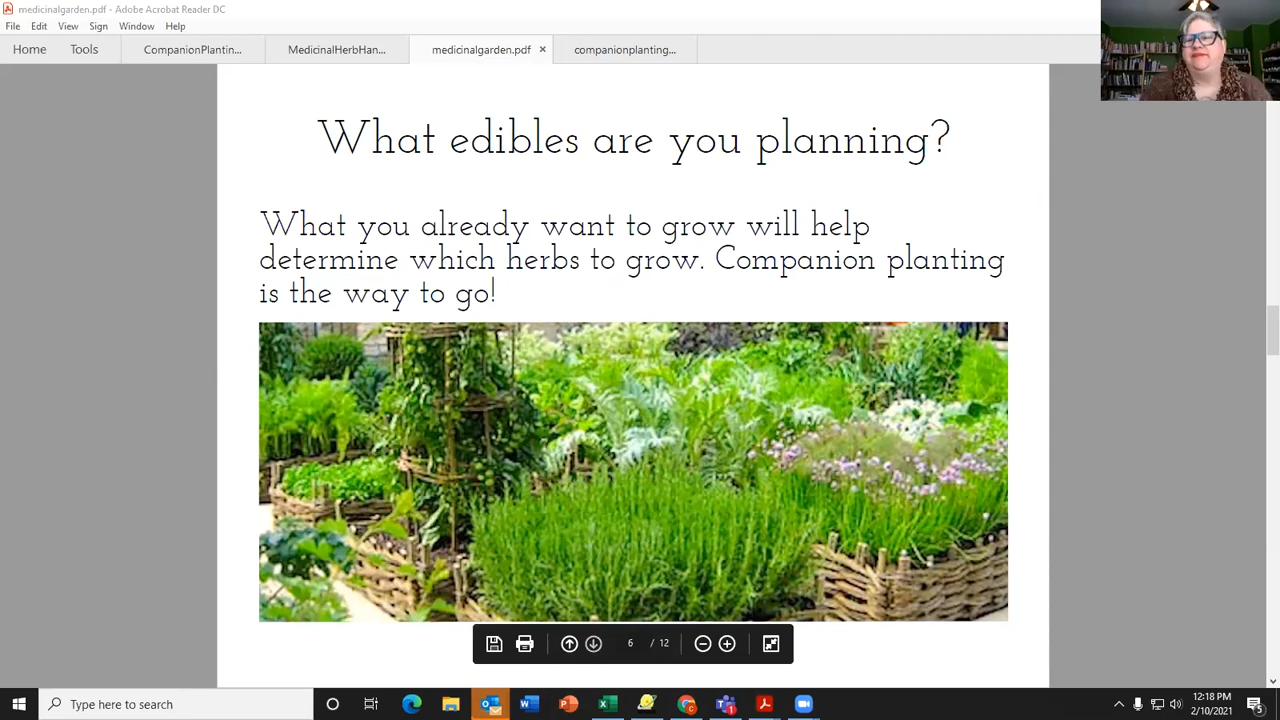 medicinalgarden.pdf - Adobe Acrobat Reader DC
File Edit View Sign Window Help
Home Tools CompanionPlantin... MedicinalHerbHan... medicinalgarden.pdf companionplanting...
What edibles are you planning?
What you already want to grow will help
determine which herbs to grow. Companion planting
is the way to go!
6 / 12
Type here to search
12:18 PM
2/10/2021
5